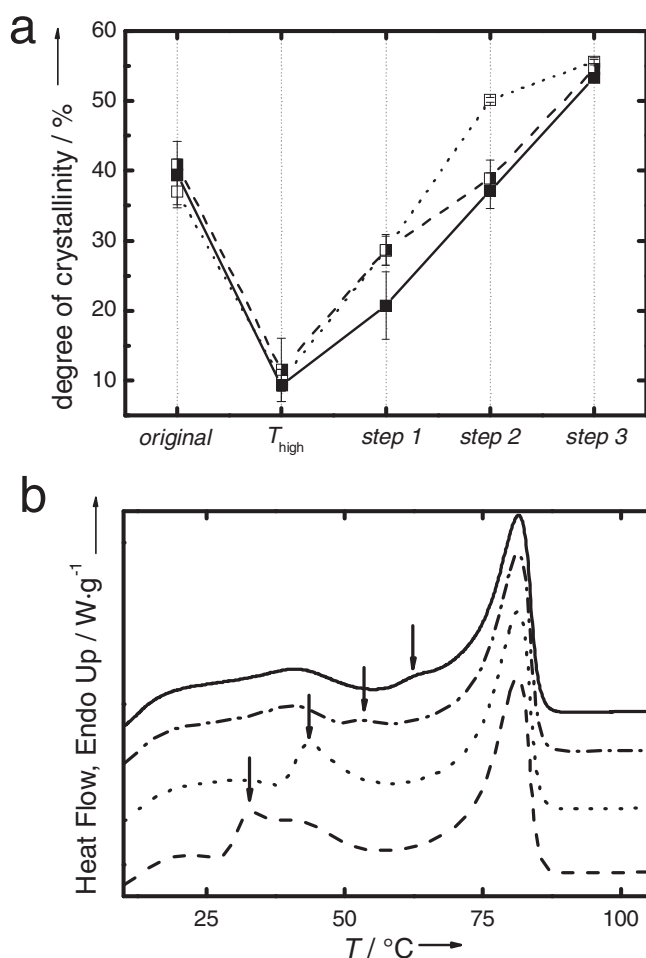 a
degree of crystallinity / %
60
50
40
30
20
10
original T_high step 1 step 2 step 3
b
Heat Flow, Endo Up / W·g⁻¹
25 50 75 100
T / °C